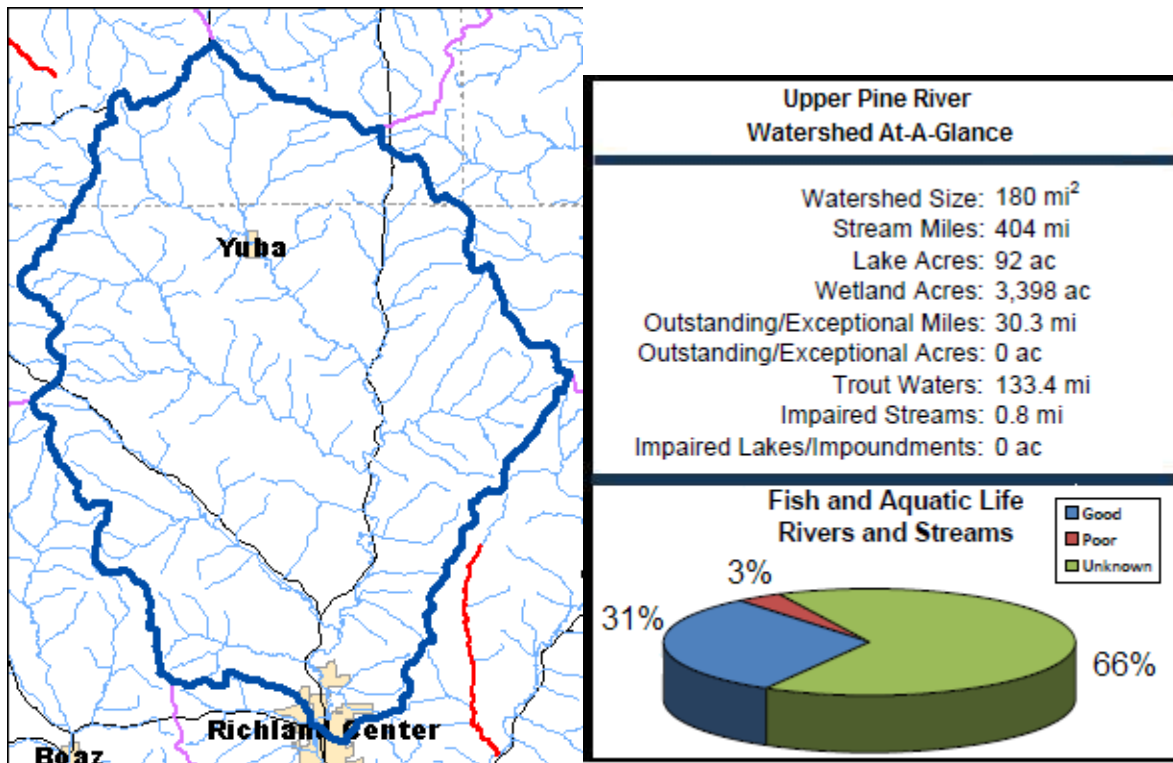 Yuba
Richland Center
Boaz
Upper Pine River
Watershed At-A-Glance
Watershed Size: 180 mi²
Stream Miles: 404 mi
Lake Acres: 92 ac
Wetland Acres: 3,398 ac
Outstanding/Exceptional Miles: 30.3 mi
Outstanding/Exceptional Acres: 0 ac
Trout Waters: 133.4 mi
Impaired Streams: 0.8 mi
Impaired Lakes/Impoundments: 0 ac
Fish and Aquatic Life
Rivers and Streams
Good
Poor
Unknown
3%
31%
66%